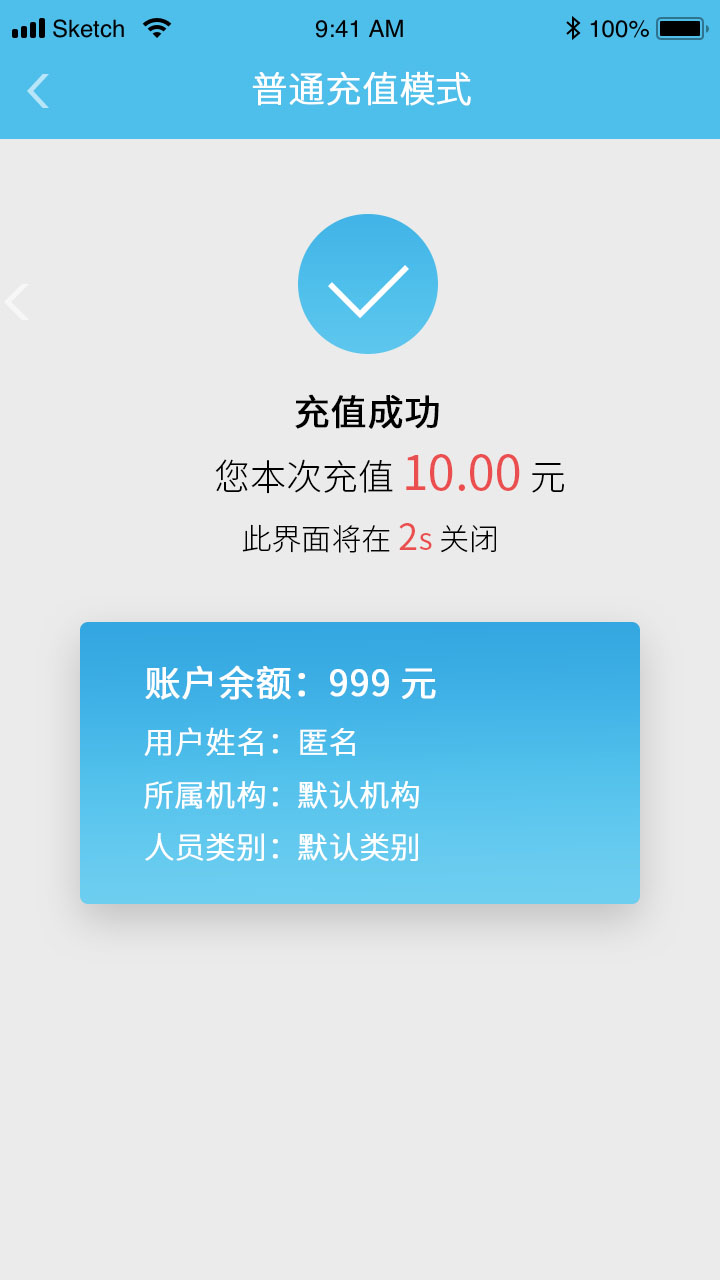 Sketch 9:41 AM 100%
普通充值模式
充值成功
您本次充值 10.00 元
此界面将在 2s 关闭
账户余额：999 元
用户姓名：匿名
所属机构：默认机构
人员类别：默认类别